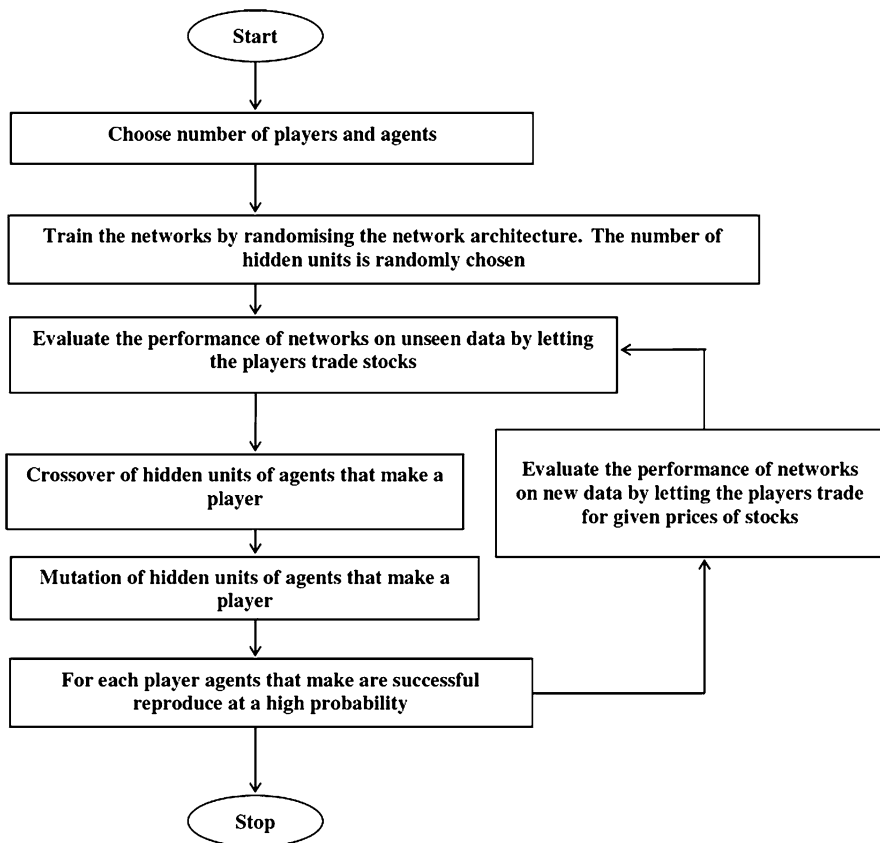 Start
Choose number of players and agents
Train the networks by randomising the network architecture. The number of
hidden units is randomly chosen
Evaluate the performance of networks on unseen data by letting
the players trade stocks
Crossover of hidden units of agents that make a
player
Evaluate the performance of networks
on new data by letting the players trade
for given prices of stocks
Mutation of hidden units of agents that make a
player
For each player agents that make are successful
reproduce at a high probability
Stop